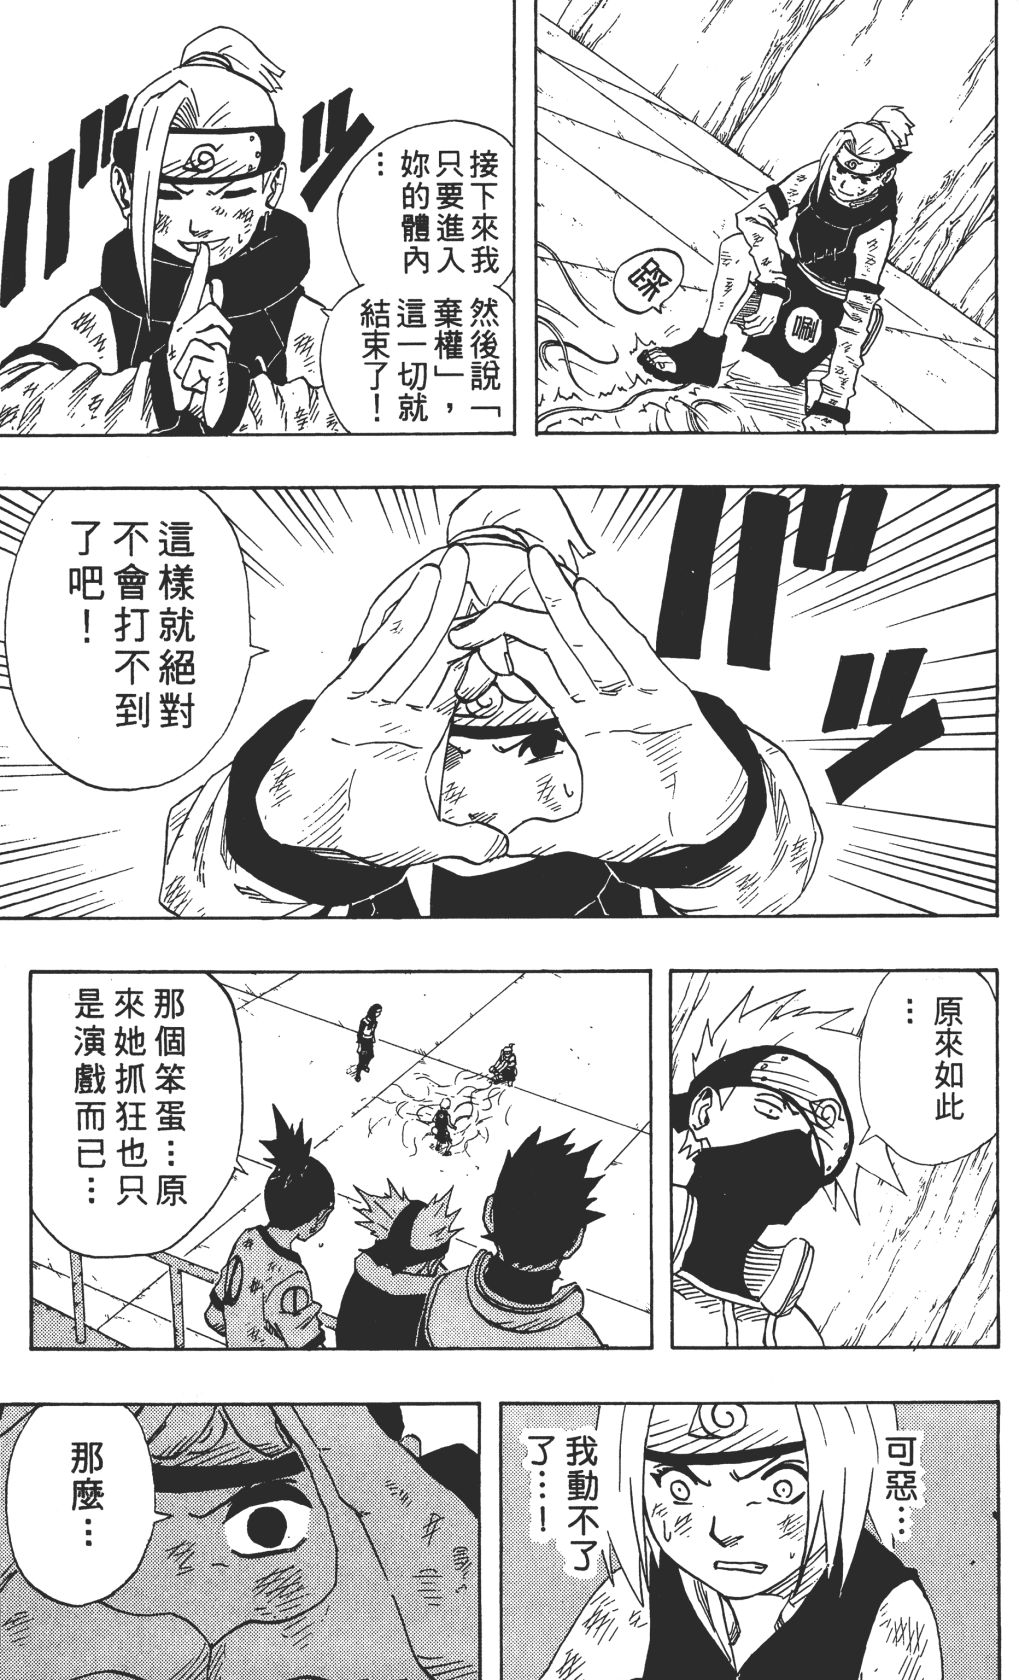 踩
唰
接下來我
只要進入
妳的體內
…
然後說「
棄權」，
這一切就
結束了！
這樣就絕對
不會打不到
了吧！
原來如此
…
那個笨蛋…原
來她抓狂也只
是演戲而已…
可惡…
我動不了
了…！
那麼…